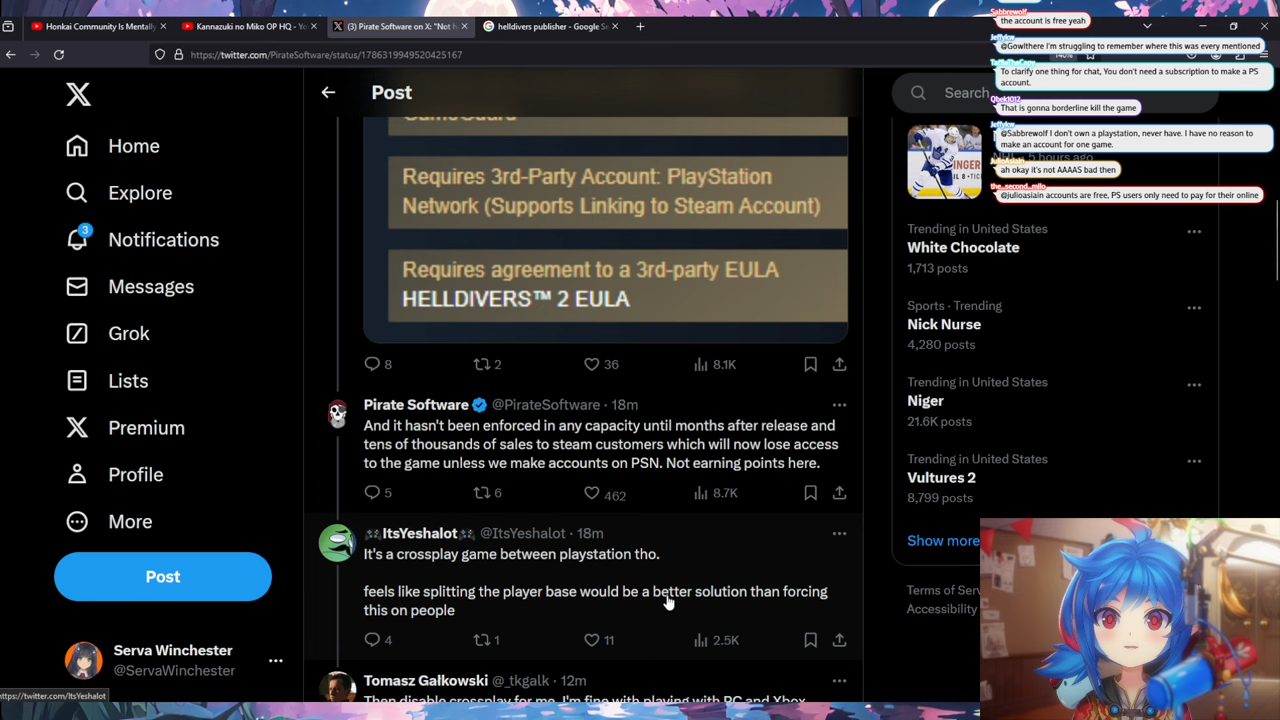 Honkai Community Is Mentall
Kannazuki no Miko OP HQ
(3) Pirate Software on X: "Not h
helldivers publisher - Google Se
https://twitter.com/PirateSoftware/status/1786319949520425167
Post
Search
Home
Explore
3
Notifications
Messages
Grok
Lists
Premium
Profile
More
Post
Serva Winchester
@ServaWinchester
https://twitter.com/ItsYeshalot
GameGuard
Requires 3rd-Party Account: PlayStation
Network (Supports Linking to Steam Account)
Requires agreement to a 3rd-party EULA
HELLDIVERS™ 2 EULA
8 2 36 8.1K
Pirate Software @PirateSoftware · 18m
And it hasn't been enforced in any capacity until months after release and
tens of thousands of sales to steam customers which will now lose access
to the game unless we make accounts on PSN. Not earning points here.
5 6 462 8.7K
🎮ItsYeshalot🎮 @ItsYeshalot · 18m
It's a crossplay game between playstation tho.
feels like splitting the player base would be a better solution than forcing
this on people
4 1 11 2.5K
Tomasz Gałkowski @_tkgalk · 12m
Then disable crossplay for me. I'm fine with playing with PC and Xbox
Sabbrewolf
the account is free yeah
Jeffykw
@Gowlthere I'm struggling to remember where this was every mentioned
To clarify one thing for chat, You don't need a subscription to make a PS
account.
That is gonna borderline kill the game
Jeffykw
@Sabbrewolf I don't own a playstation, never have. I have no reason to
make an account for one game.
JulioAsiain
ah okay it's not AAAAS bad then
the_second_milo
@julioasiain accounts are free, PS users only need to pay for their online
5 hours ago
Trending in United States
White Chocolate
1,713 posts
Sports · Trending
Nick Nurse
4,280 posts
Trending in United States
Niger
21.6K posts
Trending in United States
Vultures 2
8,799 posts
Show more
Terms of Serv
Accessibility